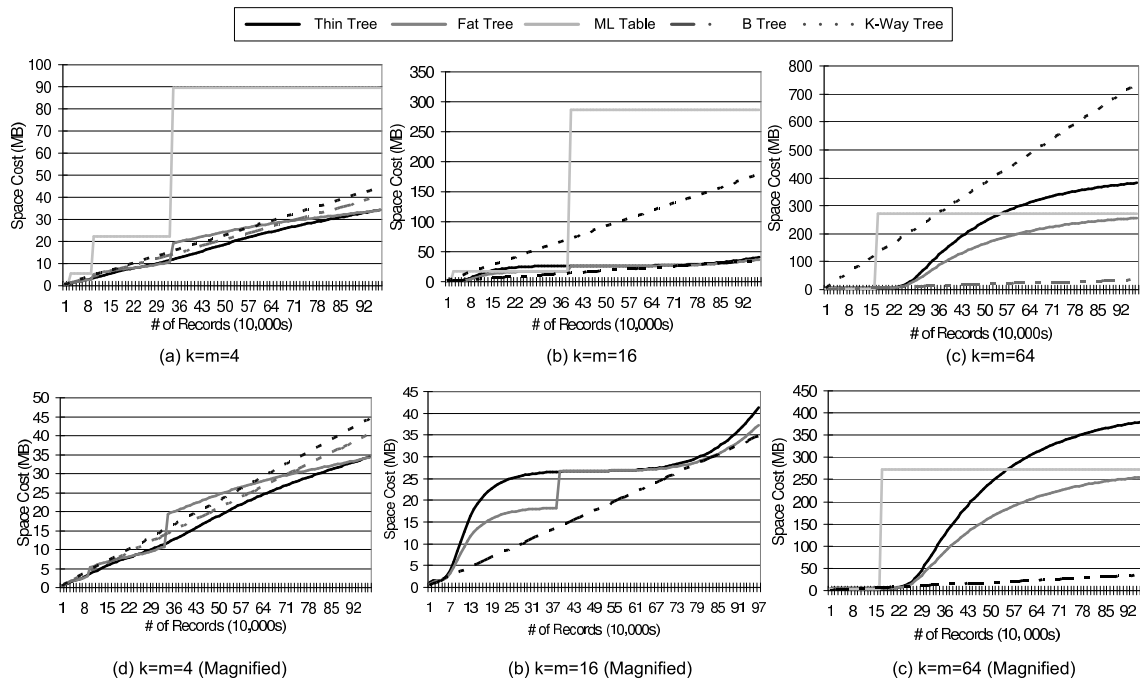 Thin Tree Fat Tree ML Table B Tree K-Way Tree
100
90
80
70
60
50
40
30
20
10
0
Space Cost (MB)
1 8 15 22 29 36 43 50 57 64 71 78 85 92
# of Records (10,000s)
(a) k=m=4
350
300
250
200
150
100
50
0
Space Cost (MB)
1 8 15 22 29 36 43 50 57 64 71 78 85 92
# of Records (10,000s)
(b) k=m=16
800
700
600
500
400
300
200
100
0
Space Cost (MB)
1 8 15 22 29 36 43 50 57 64 71 78 85 92
# of Records (10,000s)
(c) k=m=64
50
45
40
35
30
25
20
15
10
5
0
Space Cost (MB)
1 8 15 22 29 36 43 50 57 64 71 78 85 92
# of Records (10,000s)
(d) k=m=4 (Magnified)
45
40
35
30
25
20
15
10
5
0
Space Cost (MB)
1 7 13 19 25 31 37 43 49 55 61 67 73 79 85 91 97
# of Records (10,000s)
(b) k=m=16 (Magnified)
450
400
350
300
250
200
150
100
50
0
Space Cost (MB)
1 8 15 22 29 36 43 50 57 64 71 78 85 92
# of Records (10,000s)
(c) k=m=64 (Magnified)